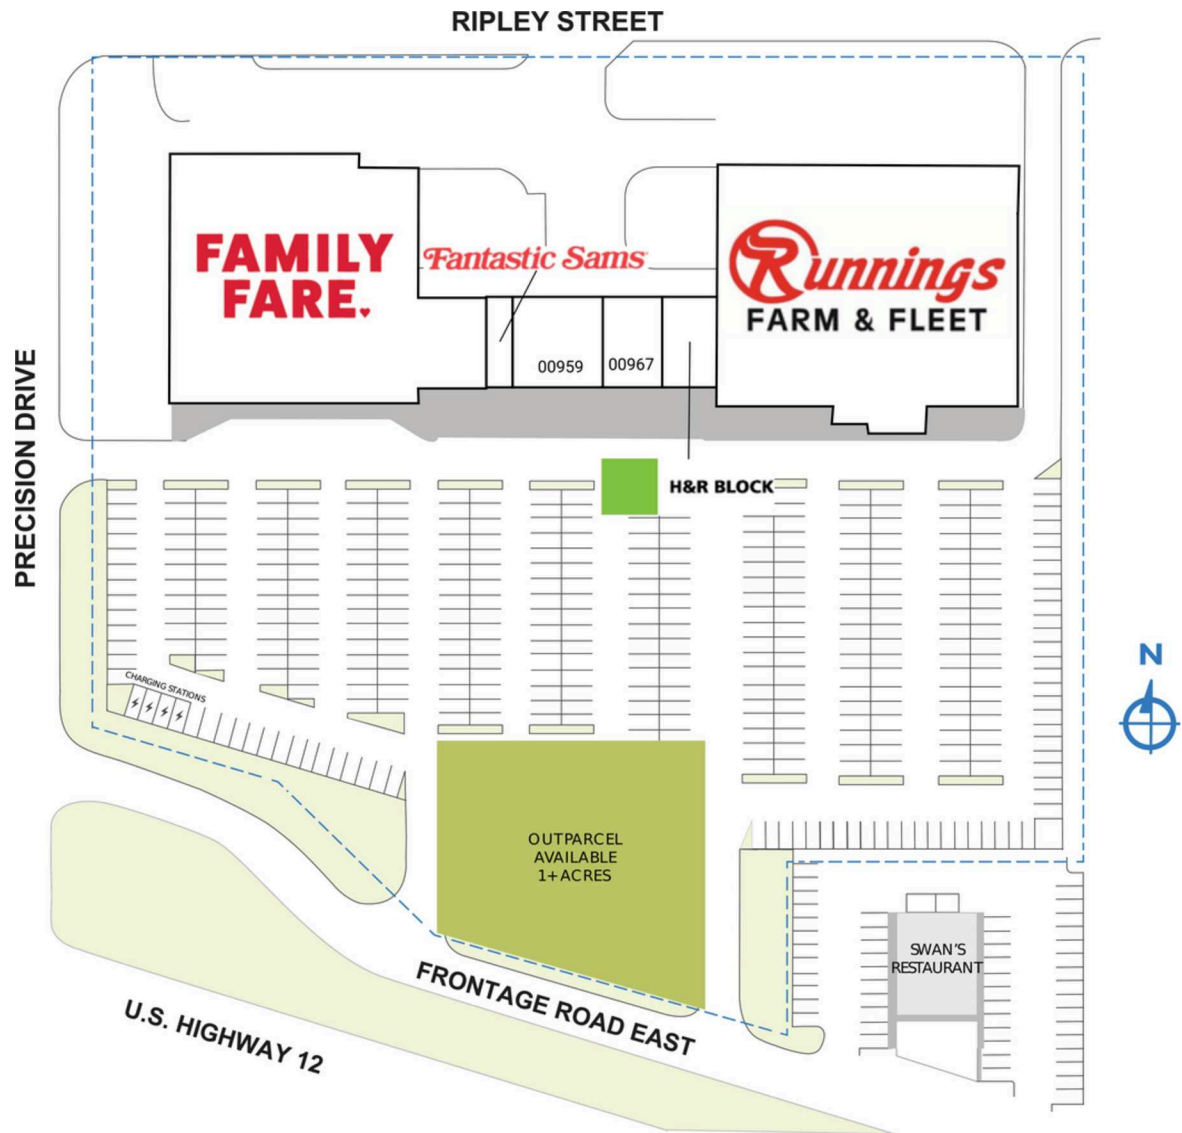 RIPLEY STREET
FAMILY
FARE.
Fantastic Sams
Runnings
FARM & FLEET
00959
00967
PRECISION DRIVE
H&R BLOCK
CHARGING STATIONS
N
OUTPARCEL
AVAILABLE
1+ ACRES
SWAN'S
RESTAURANT
FRONTAGE ROAD EAST
U.S. HIGHWAY 12